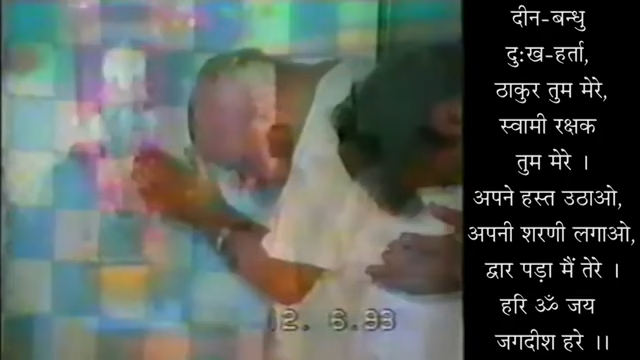 दीन-बन्धु
दुःख-हर्ता,
ठाकुर तुम मेरे,
स्वामी रक्षक
तुम मेरे ।
अपने हस्त उठाओ,
अपनी शरणी लगाओ,
द्वार पड़ा मैं तेरे ।
हरि ॐ जय
जगदीश हरे ।।
12. 6.93